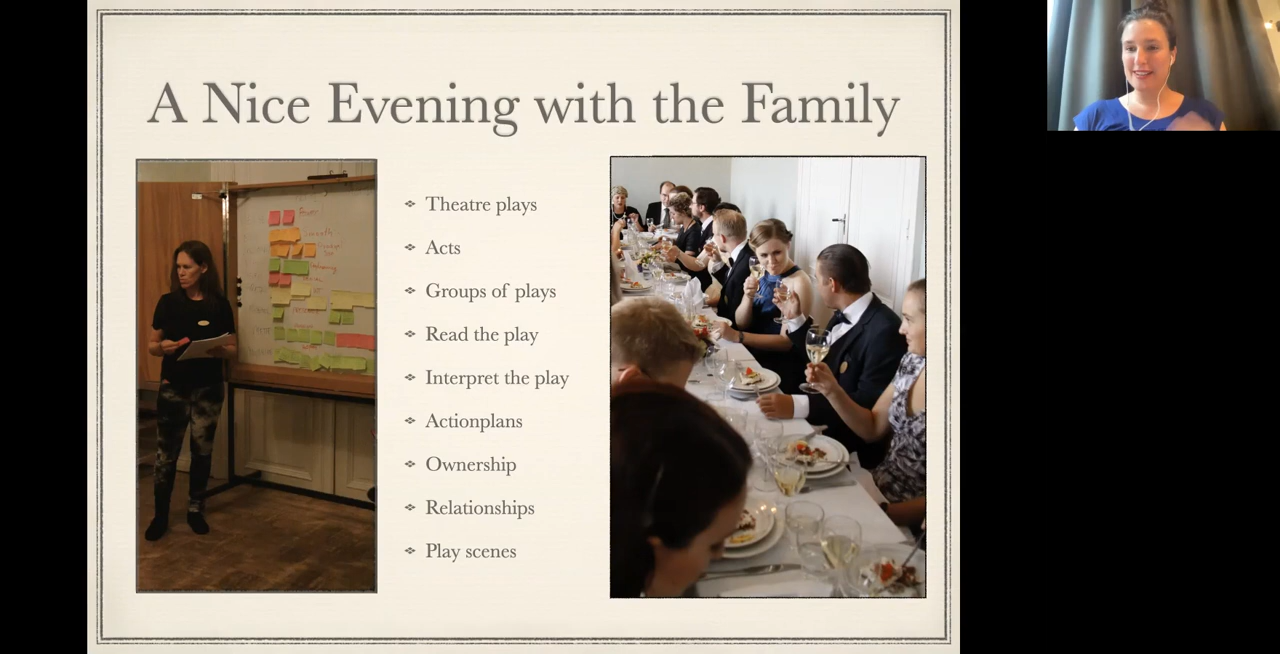 A Nice Evening with the Family
Theatre plays
Acts
Groups of plays
Read the play
Interpret the play
Actionplans
Ownership
Relationships
Play scenes